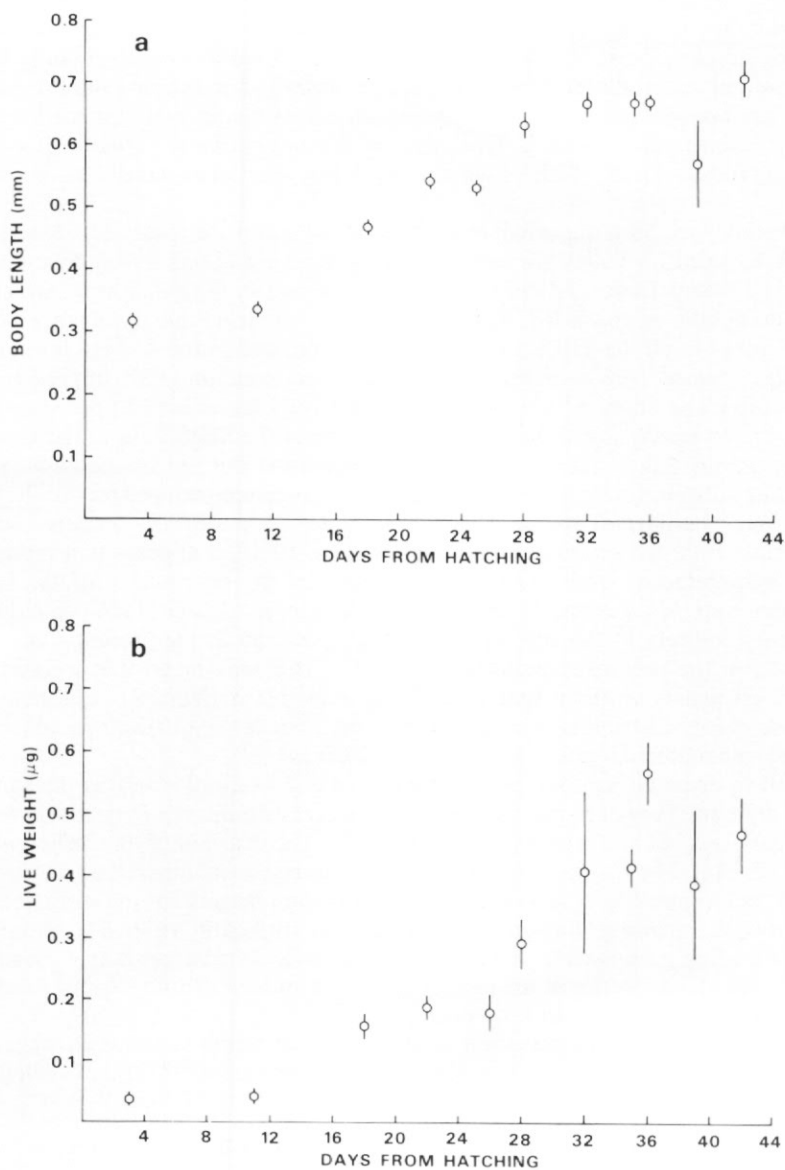 a
0.8
0.7
0.6
0.5
0.4
0.3
0.2
0.1
BODY LENGTH (mm)
4 8 12 16 20 24 28 32 36 40 44
DAYS FROM HATCHING
b
0.8
0.7
0.6
0.5
0.4
0.3
0.2
0.1
LIVE WEIGHT (µg)
4 8 12 16 20 24 28 32 36 40 44
DAYS FROM HATCHING